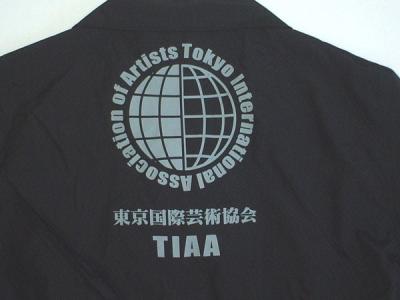 Tokyo International Association of Artists
東京国際芸術協会
TIAA